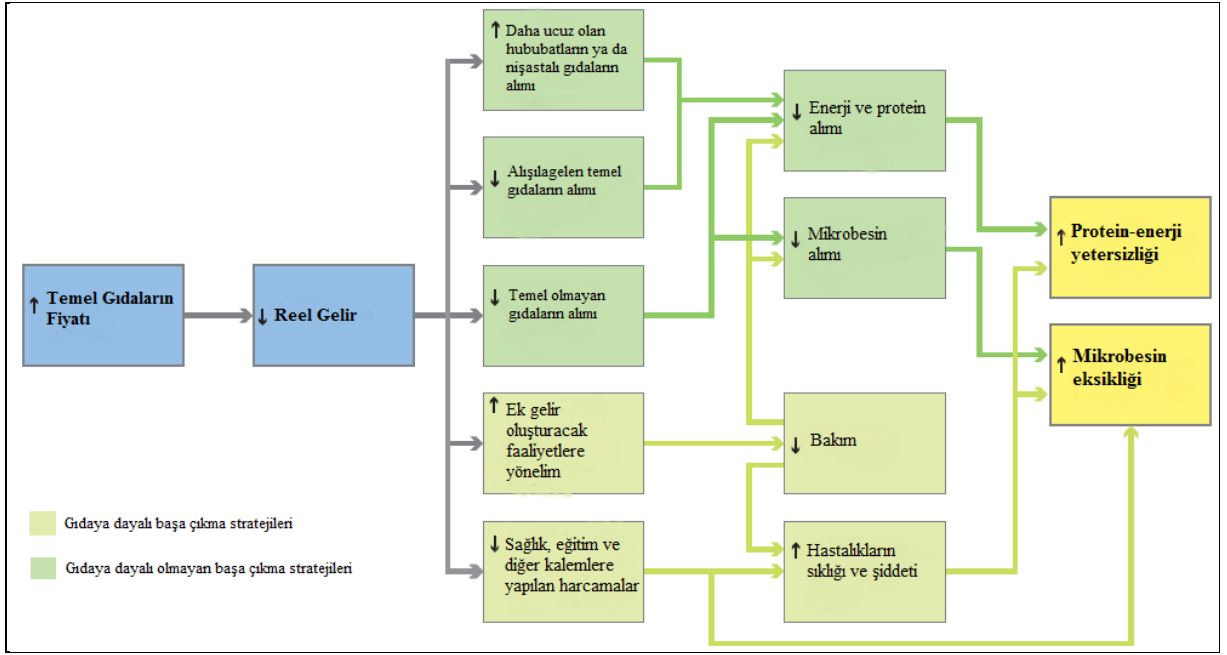 ↑ Daha ucuz olan
hububatların ya da
nişastalı gıdaların
alımı
↓ Enerji ve protein
alımı
↓ Alışılagelen temel
gıdaların alımı
↓ Mikrobesin
alımı
↑ Protein-enerji
yetersizliği
↑ Temel Gıdaların
Fiyatı
↓ Reel Gelir
↓ Temel olmayan
gıdaların alımı
↑ Mikrobesin
eksikliği
↑ Ek gelir
oluşturacak
faaliyetlere
yönelim
↓ Bakım
↓ Sağlık, eğitim ve
diğer kalemlere
yapılan harcamalar
↑ Hastalıkların
sıklığı ve şiddeti
Gıdaya dayalı başa çıkma stratejileri
Gıdaya dayalı olmayan başa çıkma stratejileri